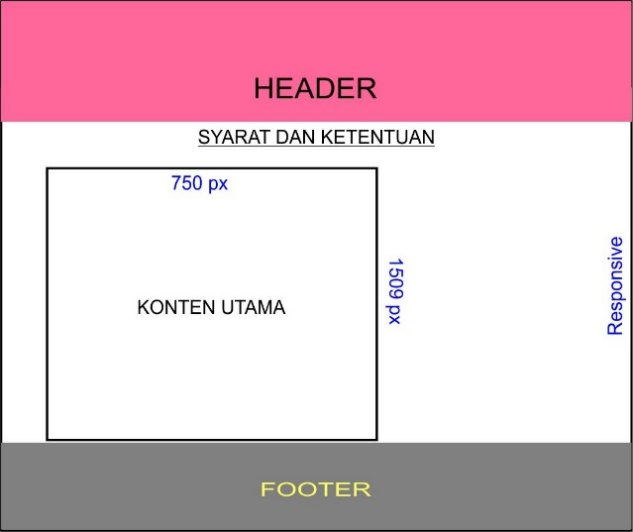 HEADER
SYARAT DAN KETENTUAN
750 px
KONTEN UTAMA
1509 px
Responsive
FOOTER